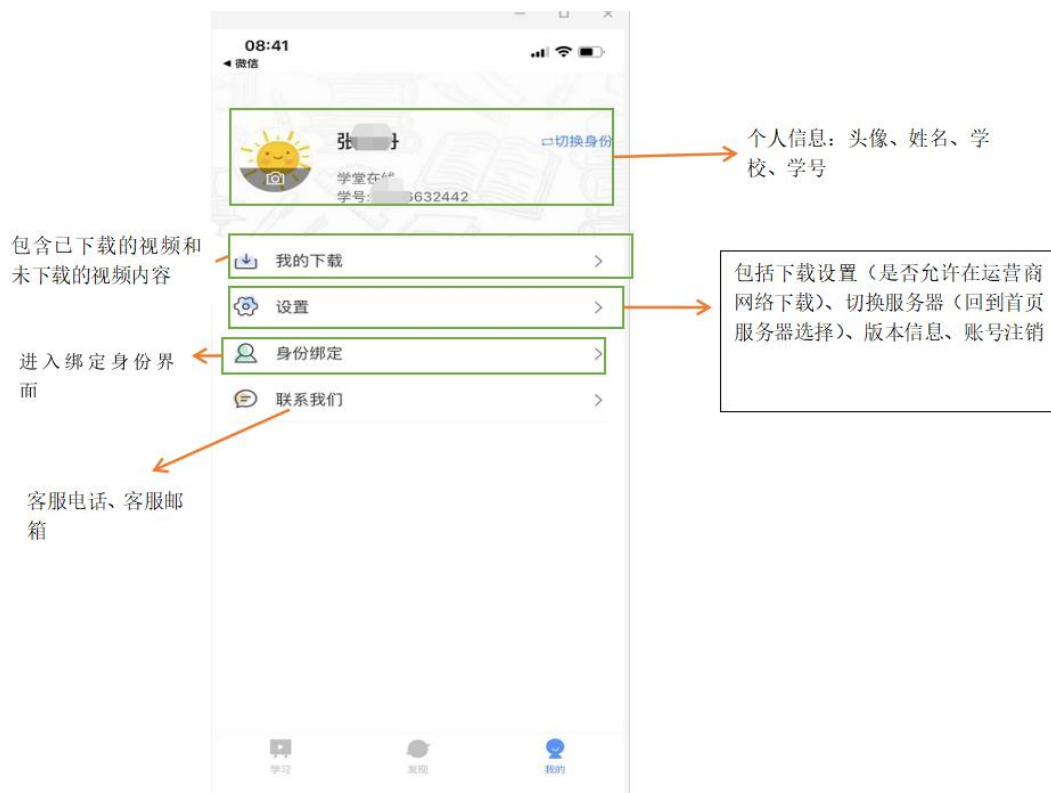 08:41
微信
张
切换身份
学堂在线
学号: 6632442
我的下载
设置
身份绑定
联系我们
学习
发现
我的
个人信息：头像、姓名、学
校、学号
包含已下载的视频和
未下载的视频内容
包括下载设置（是否允许在运营商
网络下载）、切换服务器（回到首页
服务器选择）、版本信息、账号注销
进入绑定身份界
面
客服电话、客服邮
箱